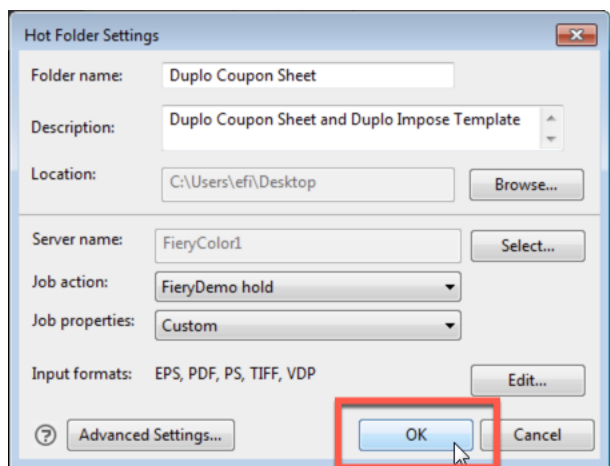 Hot Folder Settings
Folder name: Duplo Coupon Sheet
Description: Duplo Coupon Sheet and Duplo Impose Template
Location: C:\Users\efi\Desktop Browse...
Server name: FieryColor1 Select...
Job action: FieryDemo hold
Job properties: Custom
Input formats: EPS, PDF, PS, TIFF, VDP Edit...
? Advanced Settings... OK Cancel